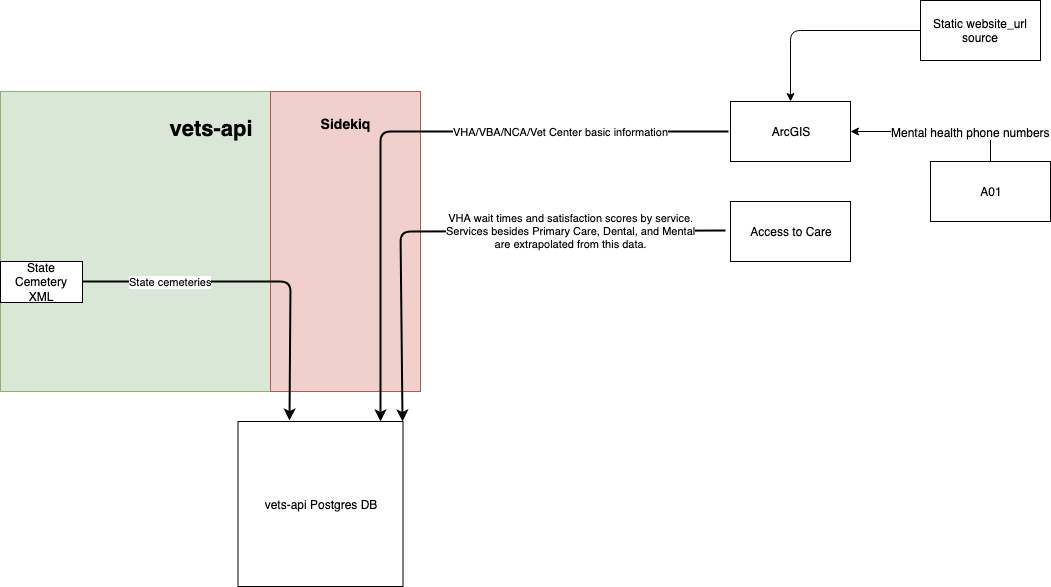 Static website_url
source
vets-api
Sidekiq
VHA/VBA/NCA/Vet Center basic information
ArcGIS
Mental health phone numbers
A01
VHA wait times and satisfaction scores by service.
Services besides Primary Care, Dental, and Mental
are extrapolated from this data.
Access to Care
State
Cemetery
XML
State cemeteries
vets-api Postgres DB